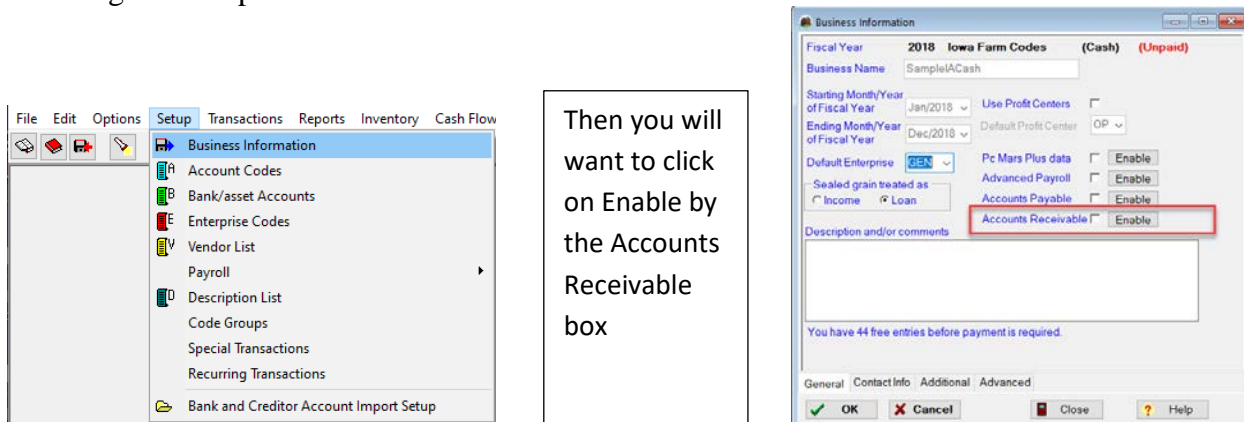 File Edit Options Setup Transactions Reports Inventory Cash Flow
Business Information
A Account Codes
B Bank/asset Accounts
E Enterprise Codes
V Vendor List
Payroll
D Description List
Code Groups
Special Transactions
Recurring Transactions
Bank and Creditor Account Import Setup
Then you will
want to click
on Enable by
the Accounts
Receivable
box
Business Information
Fiscal Year 2018 Iowa Farm Codes (Cash) (Unpaid)
Business Name SampleIACash
Starting Month/Year
of Fiscal Year Jan/2018 Use Profit Centers
Ending Month/Year
of Fiscal Year Dec/2018 Default Profit Center OP
Default Enterprise GEN Pc Mars Plus data Enable
Sealed grain treated as Advanced Payroll Enable
Income Loan Accounts Payable Enable
Accounts Receivable Enable
Description and/or comments
You have 44 free entries before payment is required.
General Contact Info Additional Advanced
OK Cancel Close ? Help